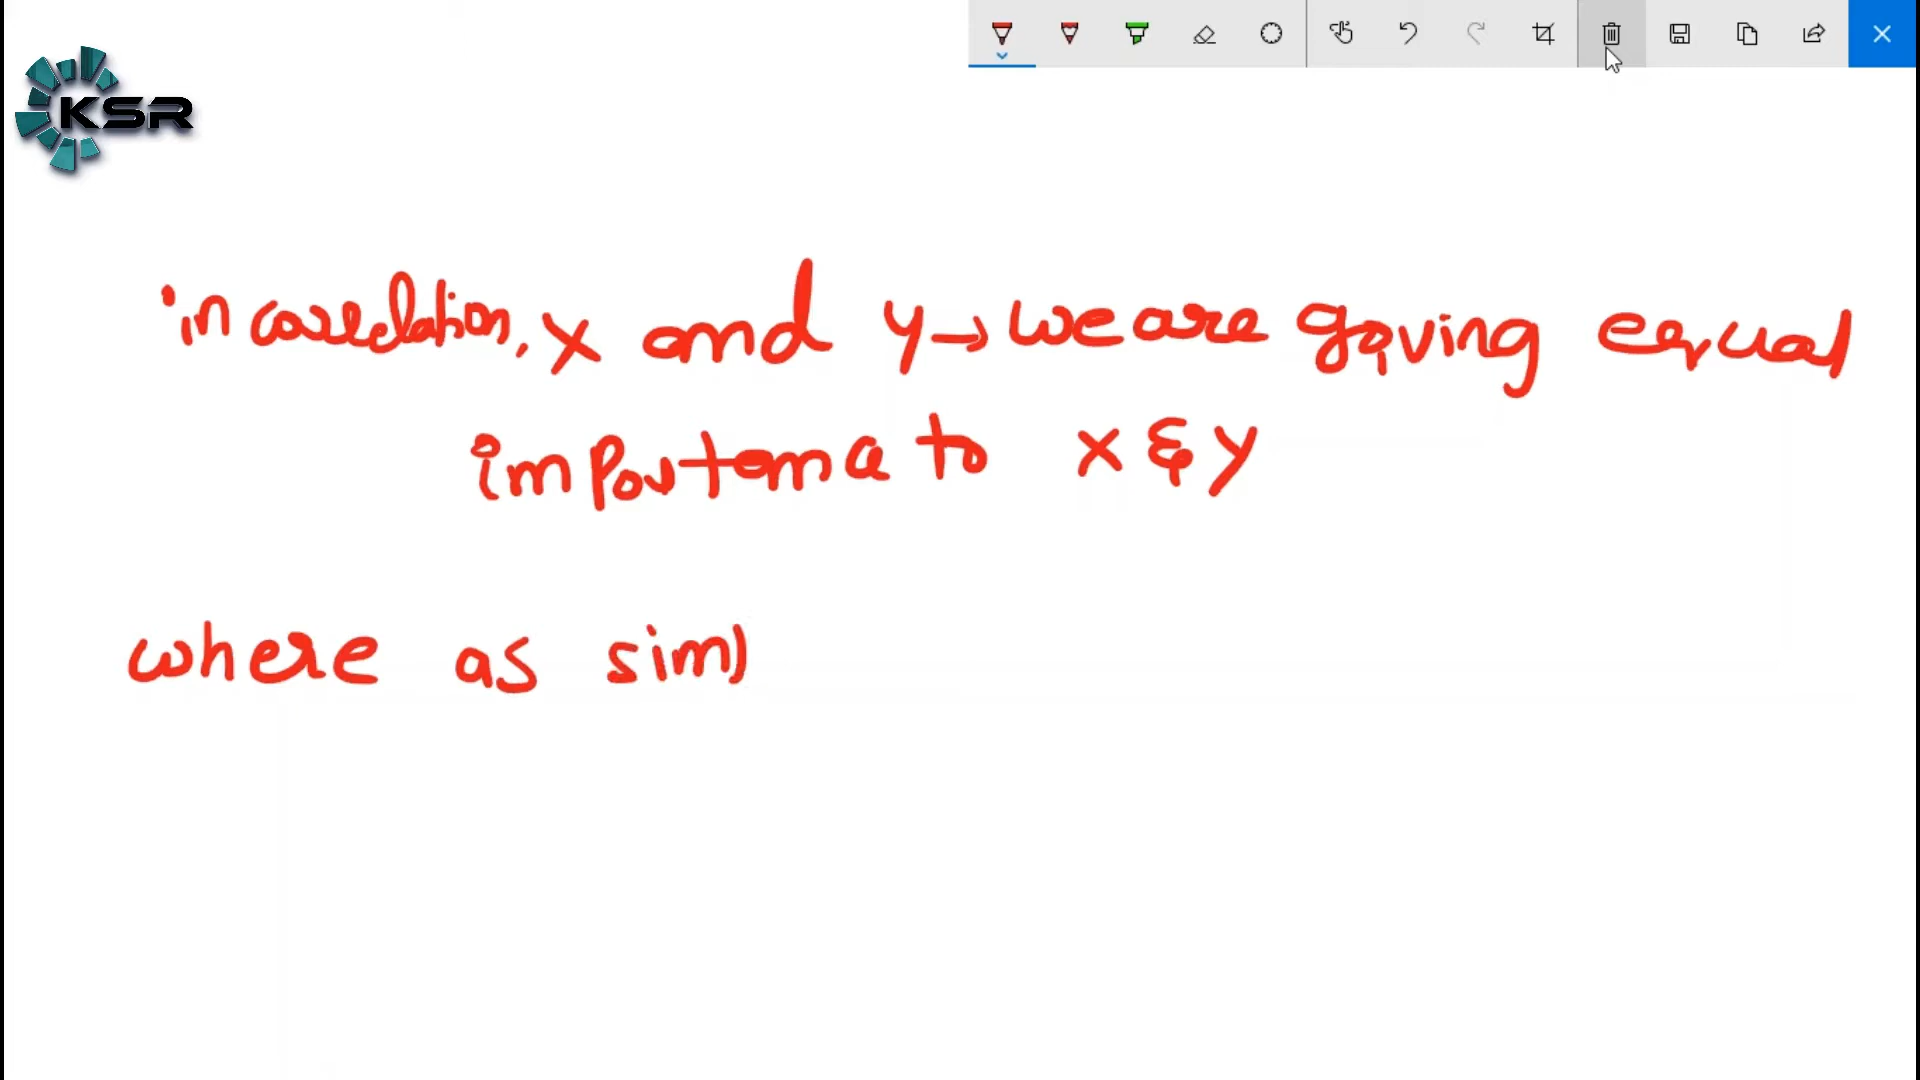 KSR
in correlation, x and y → we are giving equal
importance to x & y
where as sim